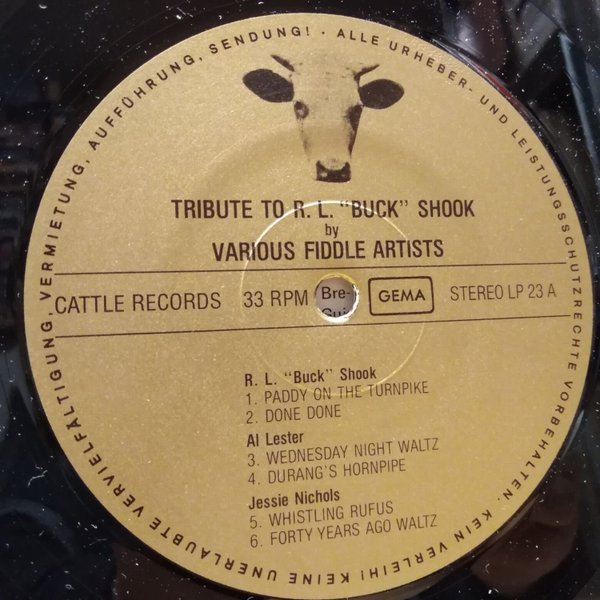 ALLE URHEBER- UND LEISTUNGSSCHUTZRECHTE VORBEHALTEN. KEIN VERLEIH! KEINE UNERLAUBTE VERVIELFÄLTIGUNG, VERMIETUNG, AUFFÜHRUNG, SENDUNG! ·
TRIBUTE TO R. L. "BUCK" SHOOK
by
VARIOUS FIDDLE ARTISTS
CATTLE RECORDS 33 RPM Bre- GEMA STEREO LP 23 A
R. L. "Buck" Shook
1. PADDY ON THE TURNPIKE
2. DONE DONE
Al Lester
3. WEDNESDAY NIGHT WALTZ
4. DURANG'S HORNPIPE
Jessie Nichols
5. WHISTLING RUFUS
6. FORTY YEARS AGO WALTZ